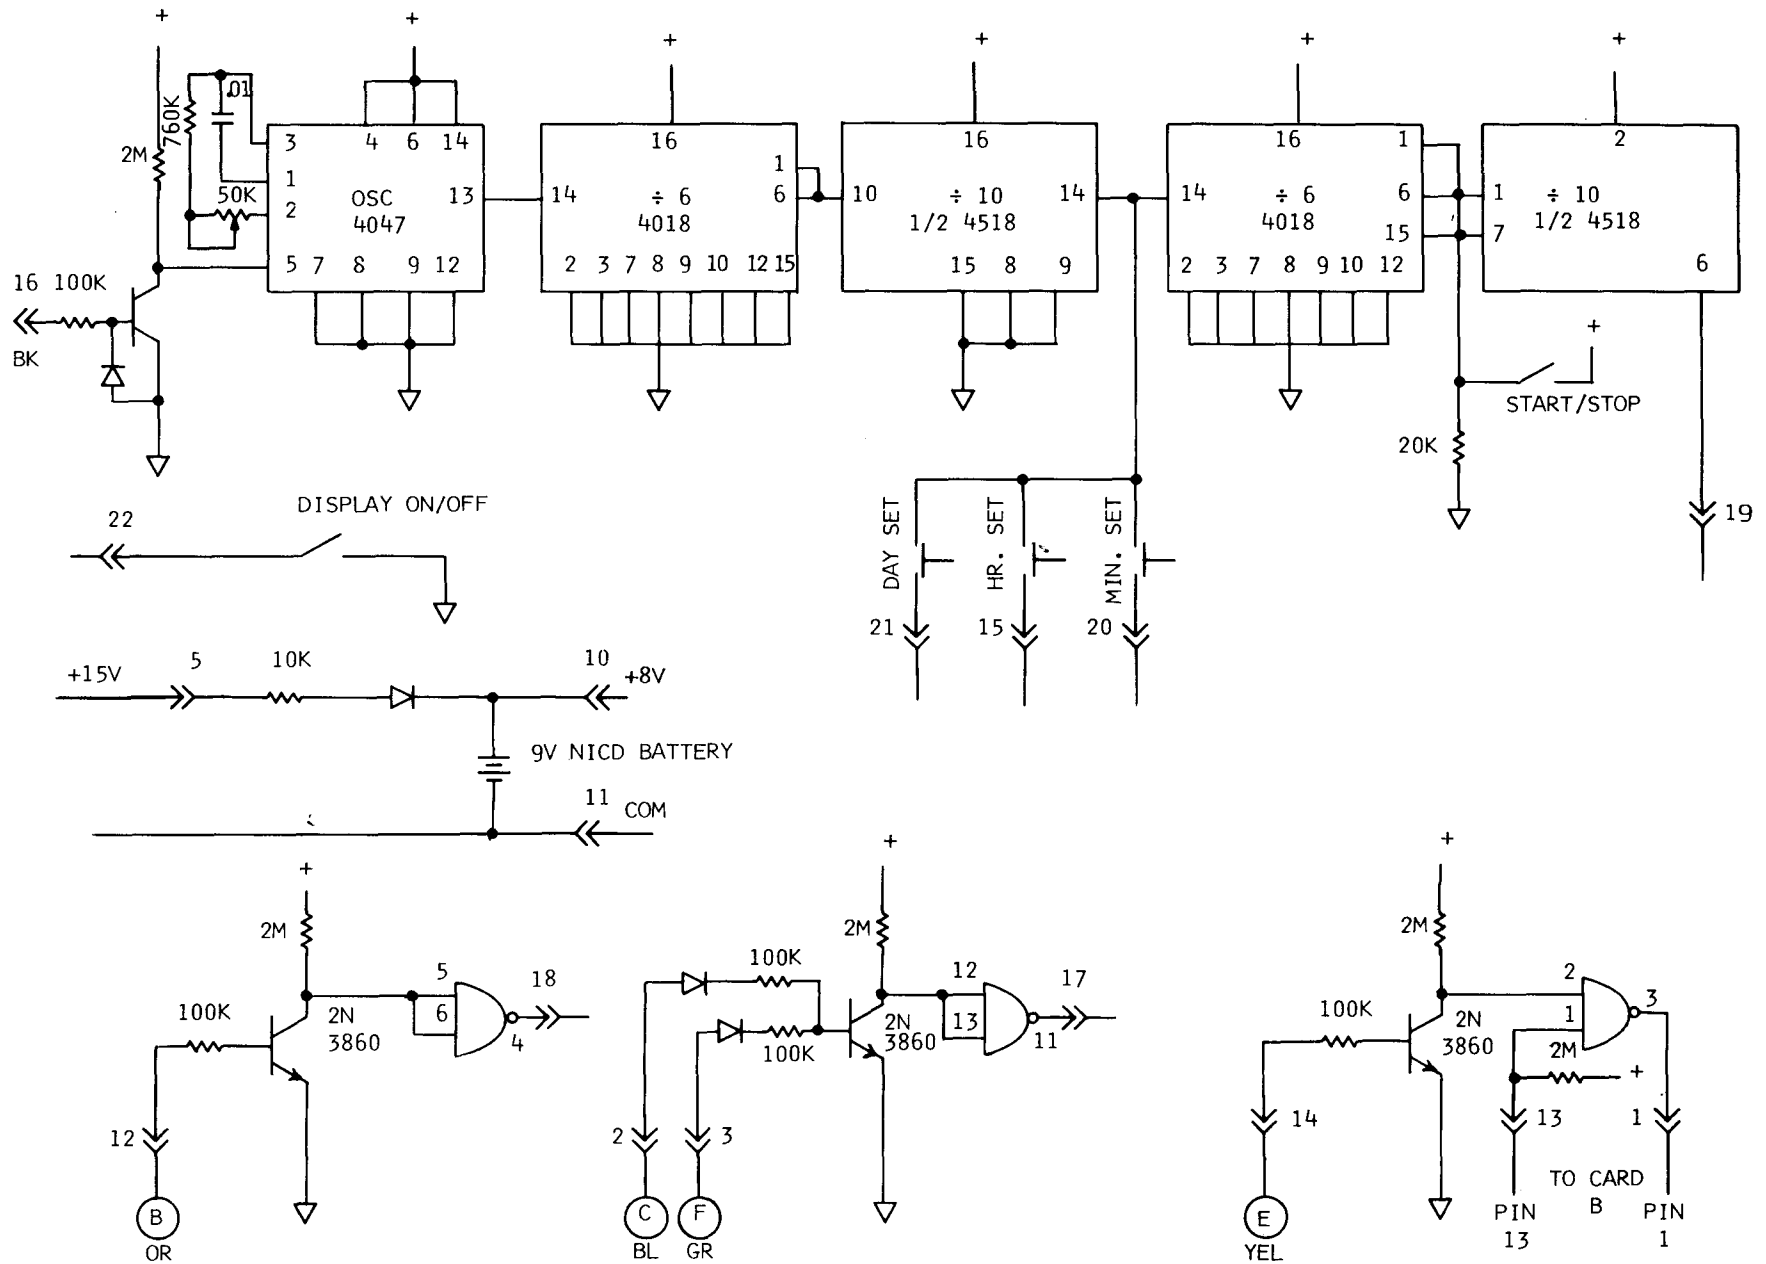 + + + + + +
.01
760K
2M
50K
3 4 6 14
1
2
OSC
4047
13
5 7 8 9 12
16
1
14 ÷ 6 6
4018
2 3 7 8 9 10 12 15
16
10 ÷ 10 14
1/2 4518
15 8 9
16 1
14 ÷ 6 6
4018
15
2 3 7 8 9 10 12
2
1 ÷ 10
1/2 4518
7
6
16 100K
BK
+
START/STOP
20K
19
DISPLAY ON/OFF
22
DAY SET
HR. SET
MIN. SET
21 15 20
+15V 5 10K 10 +8V
9V NICD BATTERY
11 COM
+
2M
100K
2N
3860
5
6
4
18
12
B
OR
+
2M
100K
100K
2N
3860
12
13
11
17
2 3
C F
BL GR
+
2M
100K
2N
3860
2
1
3
2M
+
14
13
1
E
YEL
TO CARD
B
PIN
13
PIN
1